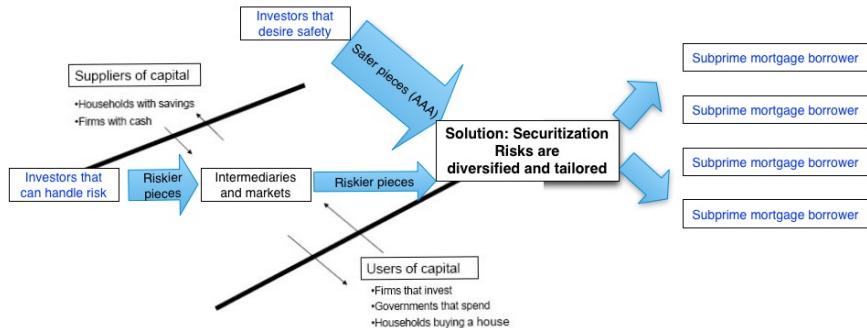 Investors that
desire safety
Safer pieces (AAA)
Subprime mortgage borrower
Suppliers of capital
•Households with savings
•Firms with cash
Subprime mortgage borrower
Solution: Securitization
Risks are
diversified and tailored
Subprime mortgage borrower
Investors that
can handle risk
Riskier
pieces
Intermediaries
and markets
Riskier pieces
Subprime mortgage borrower
Users of capital
•Firms that invest
•Governments that spend
•Households buying a house